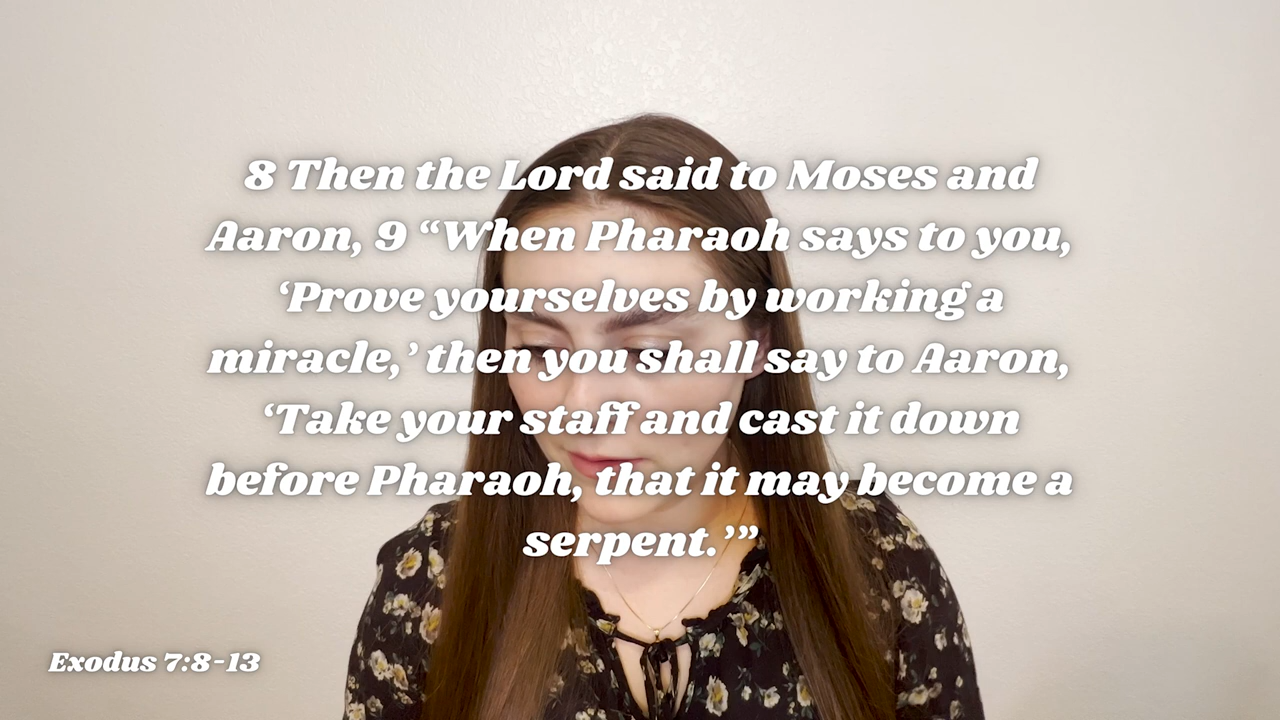 8 Then the Lord said to Moses and
Aaron, 9 “When Pharaoh says to you,
‘Prove yourselves by working a
miracle,’ then you shall say to Aaron,
‘Take your staff and cast it down
before Pharaoh, that it may become a
serpent.’”
Exodus 7:8-13